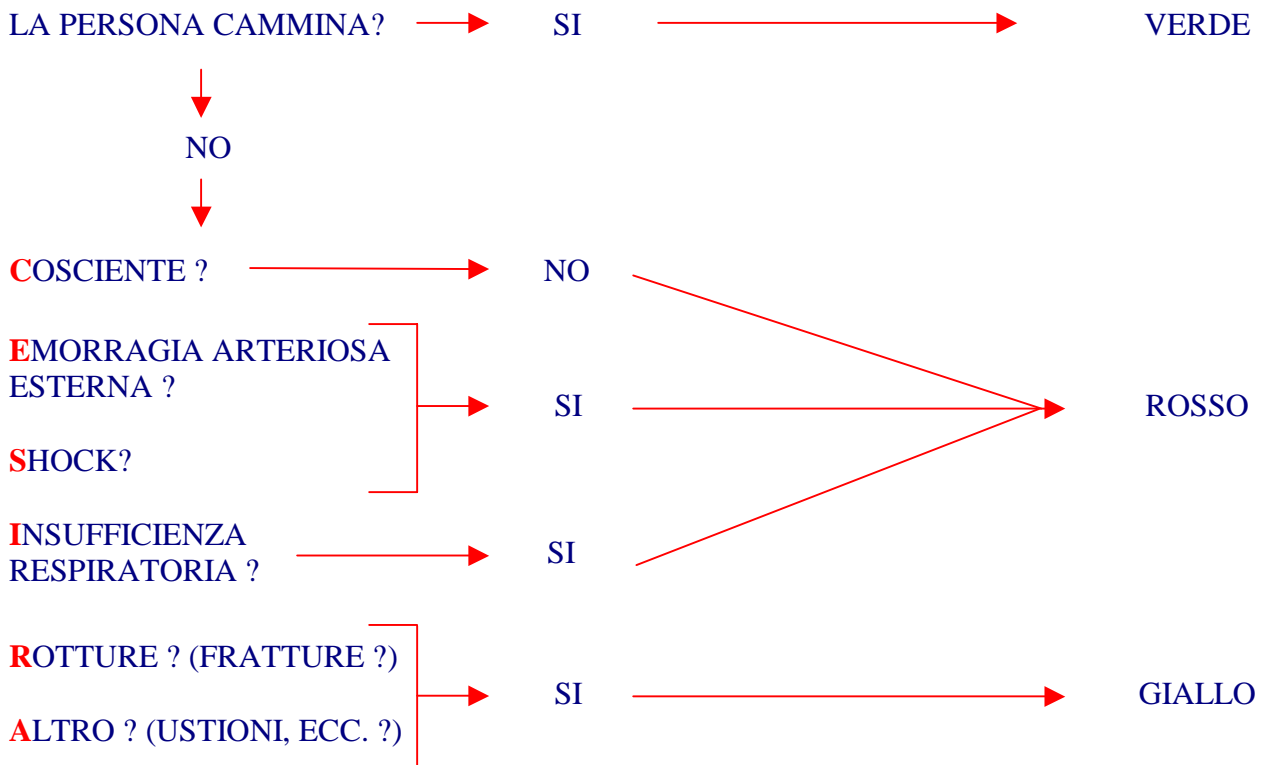 LA PERSONA CAMMINA? SI VERDE
NO
COSCIENTE ? NO
EMORRAGIA ARTERIOSA
ESTERNA ?
SI ROSSO
SHOCK?
INSUFFICIENZA
RESPIRATORIA ?
SI
ROTTURE ? (FRATTURE ?)
SI GIALLO
ALTRO ? (USTIONI, ECC. ?)